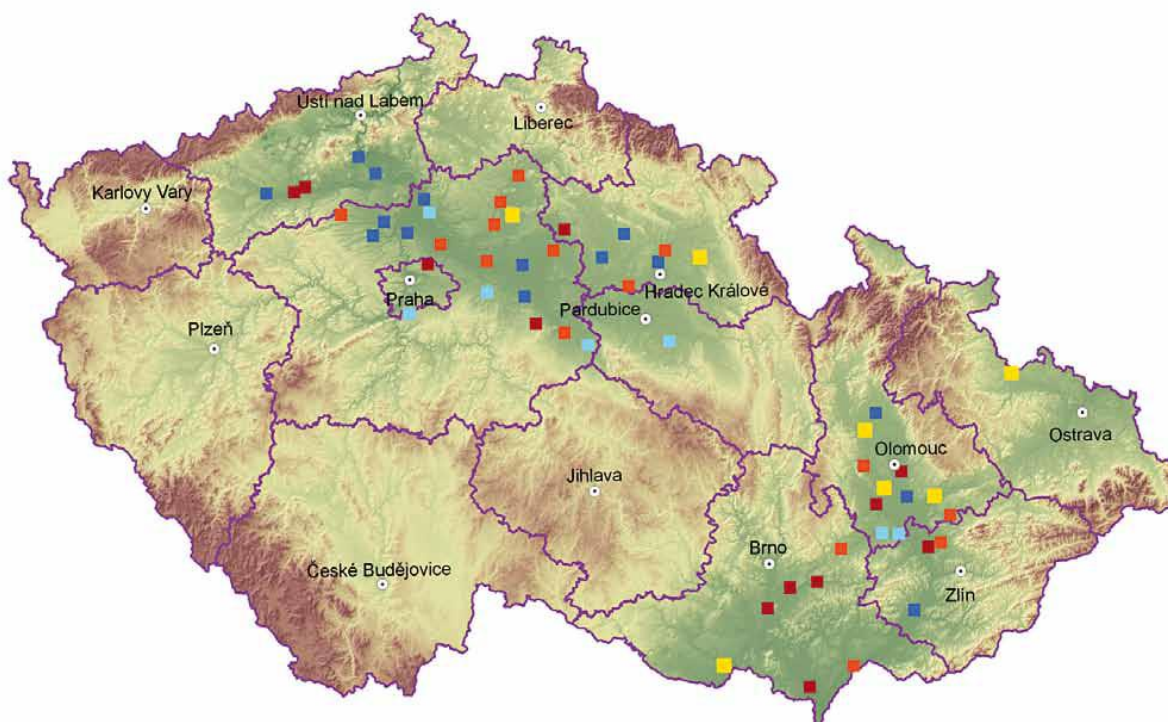 Ústí nad Labem
Liberec
Karlovy Vary
Praha
Hradec Králové
Pardubice
Plzeň
Ostrava
Olomouc
Jihlava
Brno
České Budějovice
Zlín